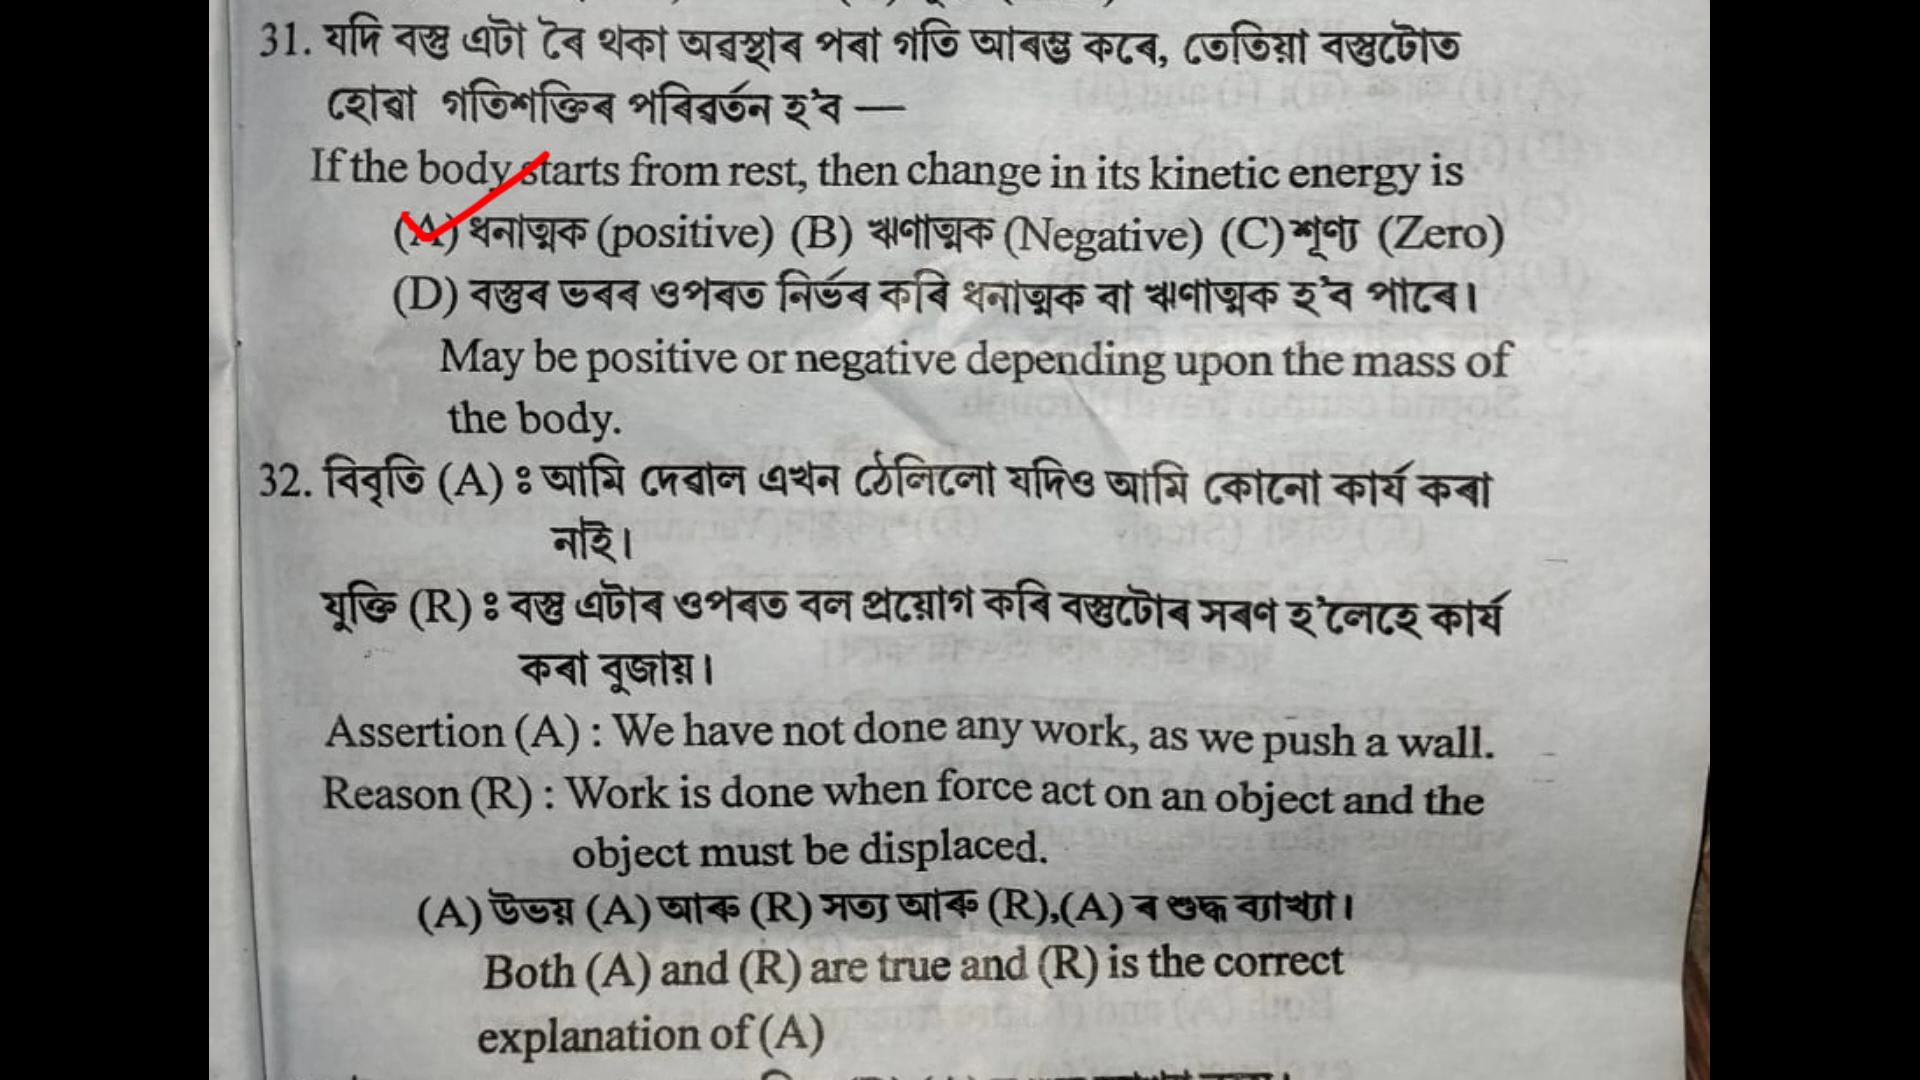 31. যদি বস্তু এটা ৰৈ থকা অৱস্থাৰ পৰা গতি আৰম্ভ কৰে, তেতিয়া বস্তুটোত
হোৱা গতিশক্তিৰ পৰিৱৰ্তন হ'ব —
If the body starts from rest, then change in its kinetic energy is
(A) ধনাত্মক (positive) (B) ঋণাত্মক (Negative) (C) শূণ্য (Zero)
(D) বস্তুৰ ভৰৰ ওপৰত নিৰ্ভৰ কৰি ধনাত্মক বা ঋণাত্মক হ'ব পাৰে।
May be positive or negative depending upon the mass of
the body.
32. বিবৃতি (A) ঃ আমি দেৱাল এখন ঠেলিলো যদিও আমি কোনো কাৰ্য কৰা
নাই।
যুক্তি (R) ঃ বস্তু এটাৰ ওপৰত বল প্ৰয়োগ কৰি বস্তুটোৰ সৰণ হ'লেহে কাৰ্য
কৰা বুজায়।
Assertion (A) : We have not done any work, as we push a wall.
Reason (R) : Work is done when force act on an object and the
object must be displaced.
(A) উভয় (A) আৰু (R) সত্য আৰু (R),(A) ৰ শুদ্ধ ব্যাখ্যা।
Both (A) and (R) are true and (R) is the correct
explanation of (A)